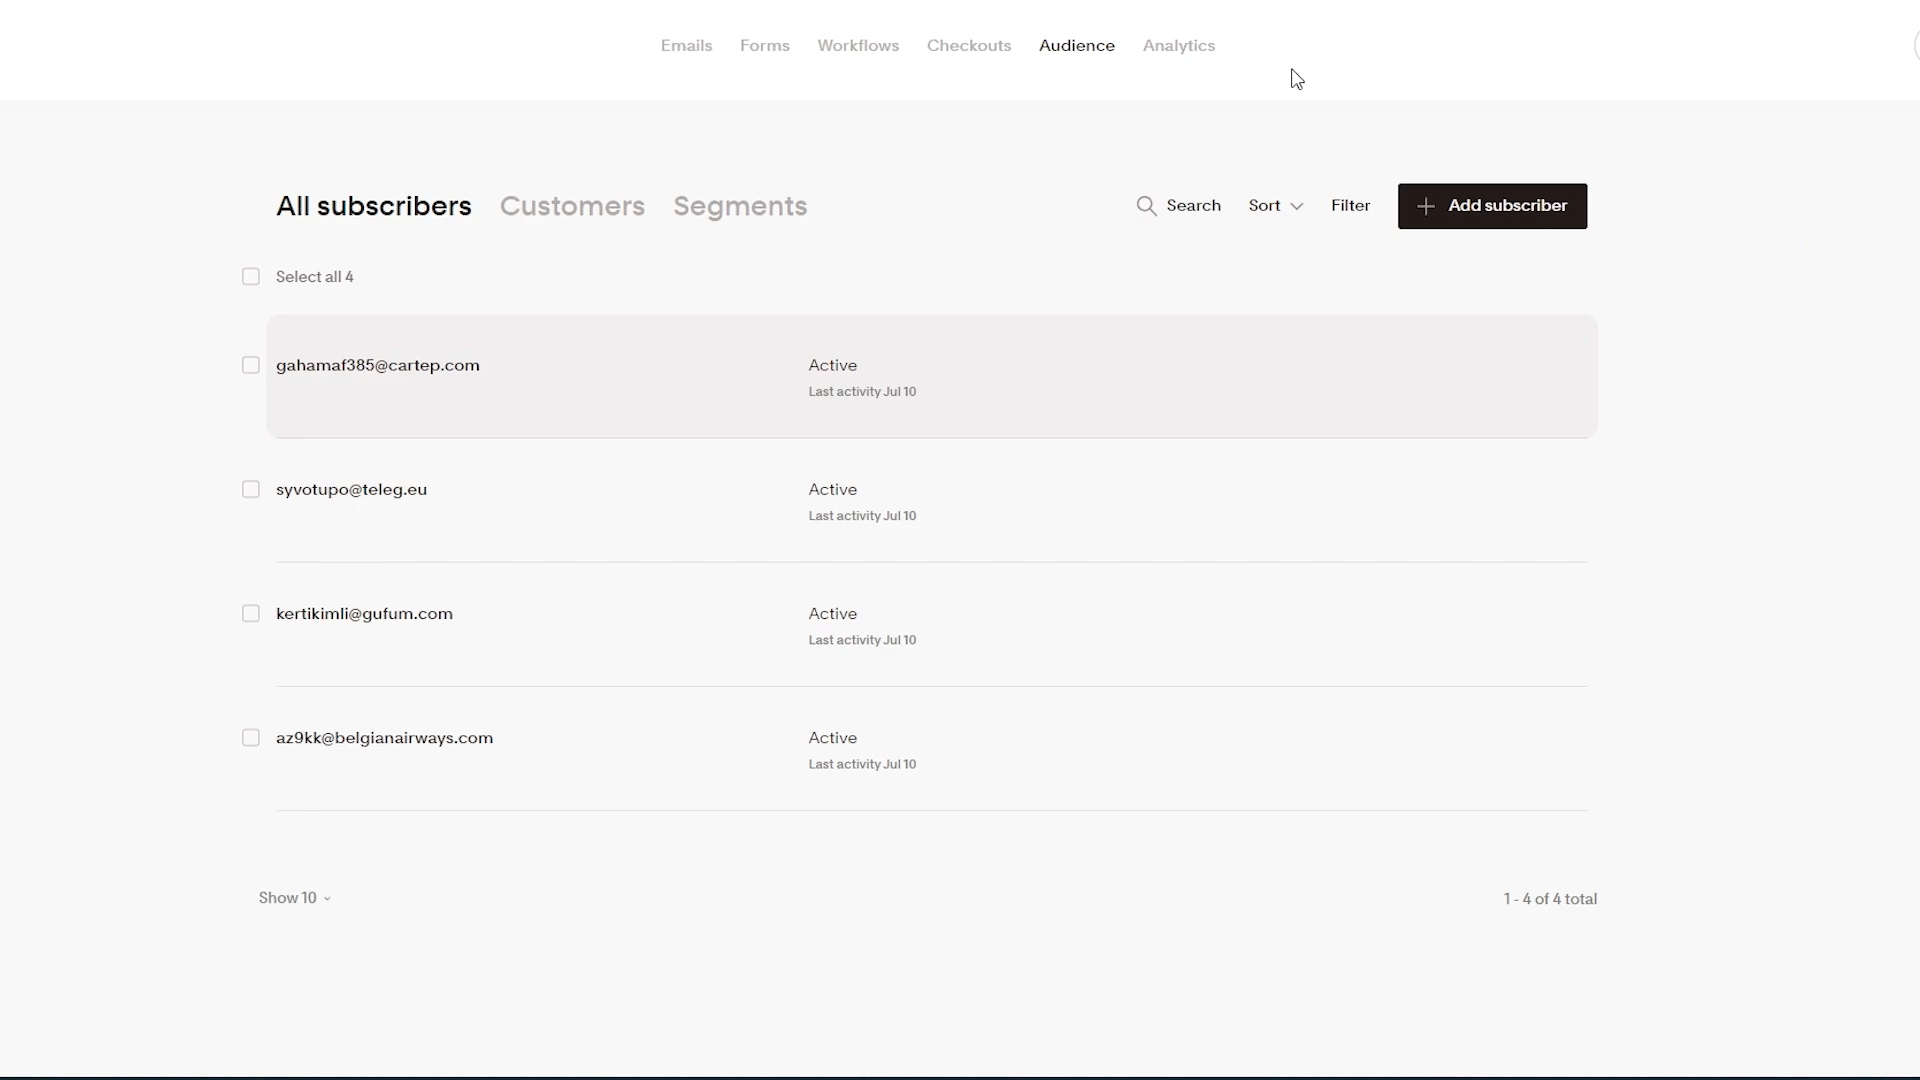 Emails Forms Workflows Checkouts Audience Analytics
All subscribers Customers Segments Search Sort Filter Add subscriber
Select all 4
gahamaf385@cartep.com Active
Last activity Jul 10
syvotupo@teleg.eu Active
Last activity Jul 10
kertikimli@gufum.com Active
Last activity Jul 10
az9kk@belgianairways.com Active
Last activity Jul 10
Show 10 1 - 4 of 4 total